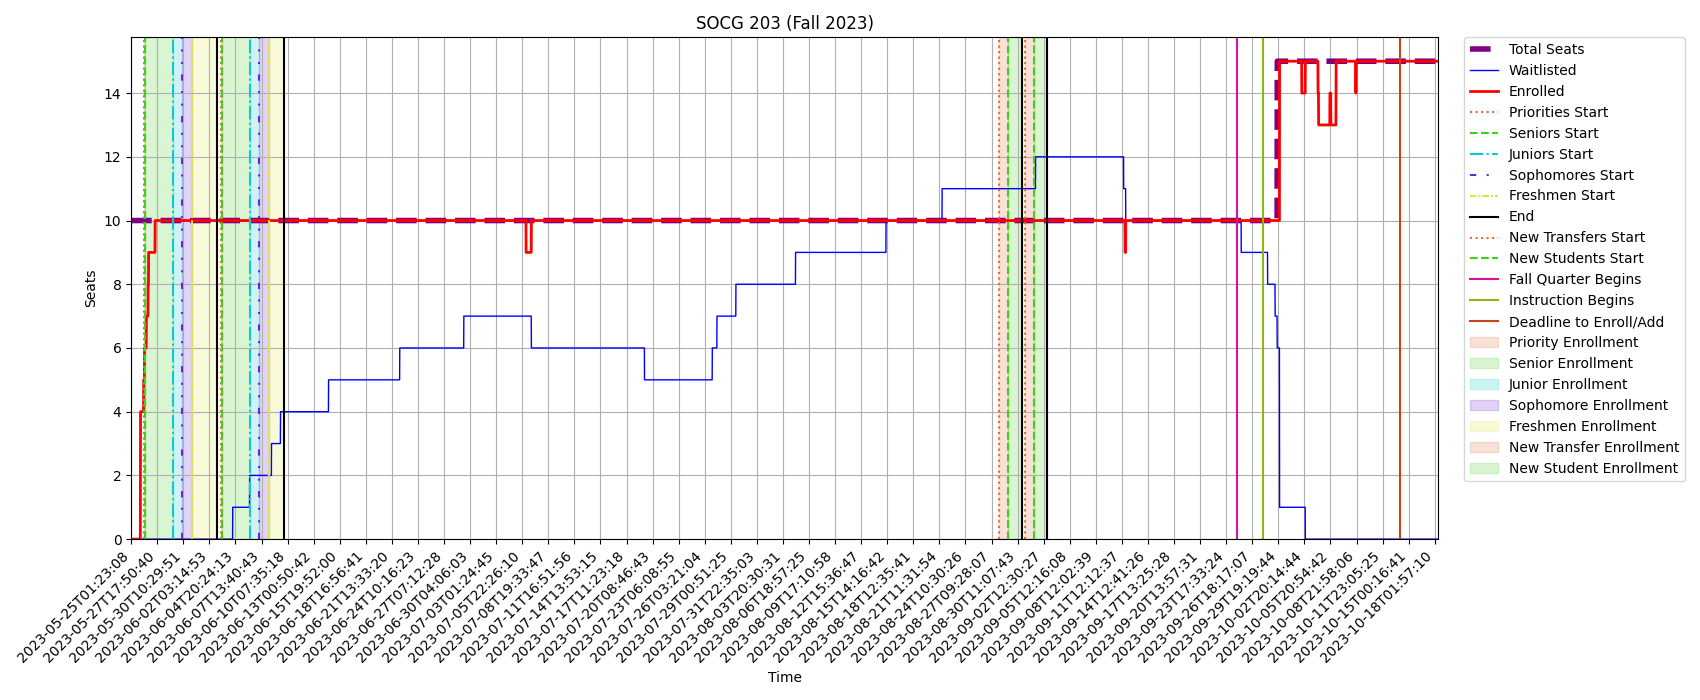 SOCG 203 (Fall 2023)
Seats
14
12
10
8
6
4
2
0
2023-05-25T01:23:08
2023-05-27T17:50:40
2023-05-30T10:29:51
2023-06-02T03:14:53
2023-06-04T20:24:13
2023-06-07T13:40:45
2023-06-10T07:35:18
2023-06-13T00:50:42
2023-06-15T19:52:00
2023-06-18T16:56:41
2023-06-21T13:33:20
2023-06-24T10:16:23
2023-06-27T07:12:28
2023-06-30T04:06:03
2023-07-03T01:24:45
2023-07-05T22:26:10
2023-07-08T19:33:47
2023-07-11T16:51:56
2023-07-14T13:53:15
2023-07-17T11:23:18
2023-07-20T08:46:43
2023-07-23T06:08:55
2023-07-26T03:21:04
2023-07-29T00:51:25
2023-07-31T22:35:03
2023-08-03T20:30:31
2023-08-06T18:57:25
2023-08-09T17:10:58
2023-08-12T15:36:47
2023-08-15T14:16:42
2023-08-18T12:35:41
2023-08-21T11:31:54
2023-08-24T10:30:26
2023-08-27T09:28:07
2023-08-30T11:07:43
2023-09-02T12:30:27
2023-09-05T12:16:08
2023-09-08T12:02:39
2023-09-11T12:12:37
2023-09-14T12:41:26
2023-09-17T13:25:28
2023-09-20T13:57:31
2023-09-23T17:33:24
2023-09-26T18:17:07
2023-09-29T19:19:44
2023-10-02T20:14:44
2023-10-05T20:54:42
2023-10-08T21:58:06
2023-10-11T23:05:25
2023-10-15T00:16:41
2023-10-18T01:57:10
Time
Total Seats
Waitlisted
Enrolled
Priorities Start
Seniors Start
Juniors Start
Sophomores Start
Freshmen Start
End
New Transfers Start
New Students Start
Fall Quarter Begins
Instruction Begins
Deadline to Enroll/Add
Priority Enrollment
Senior Enrollment
Junior Enrollment
Sophomore Enrollment
Freshmen Enrollment
New Transfer Enrollment
New Student Enrollment